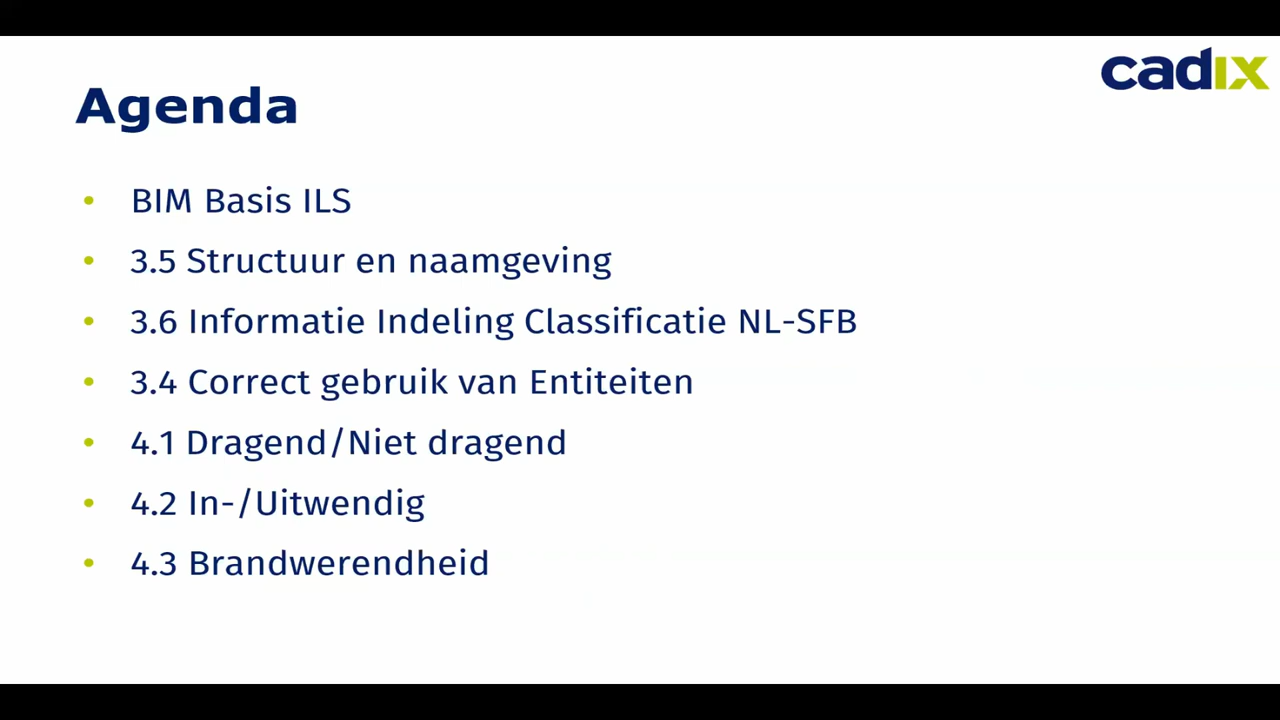 cadix
Agenda
• BIM Basis ILS
• 3.5 Structuur en naamgeving
• 3.6 Informatie Indeling Classificatie NL-SFB
• 3.4 Correct gebruik van Entiteiten
• 4.1 Dragend/Niet dragend
• 4.2 In-/Uitwendig
• 4.3 Brandwerendheid